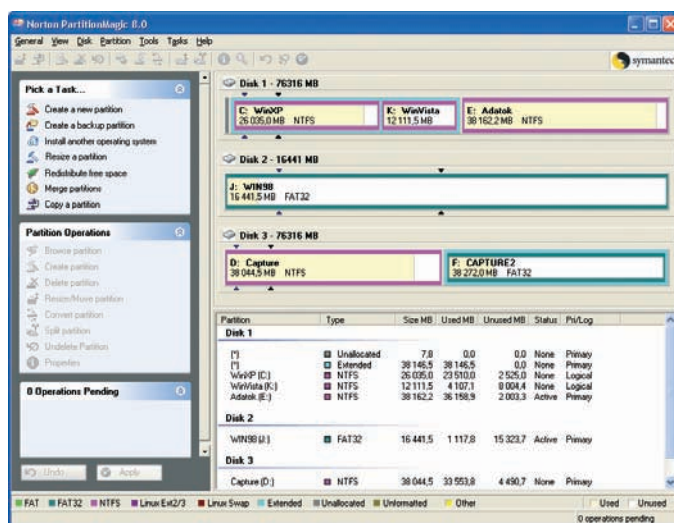 Norton PartitionMagic 8.0
General View Disk Partition Tools Tasks Help
symantec
Pick a Task...
Create a new partition
Create a backup partition
Install another operating system
Resize a partition
Redistribute free space
Merge partitions
Copy a partition
Partition Operations
Browse partition
Create partition
Delete partition
Resize/Move partition
Convert partition
Split partition
Undelete Partition
Properties
0 Operations Pending
Undo
Apply
Disk 1 - 76316 MB
C: WinXP
26 035,0 MB NTFS
K: WinVista
12 111,5 MB
E: Adatok
38 162,2 MB NTFS
Disk 2 - 16441 MB
J: WIN98
16 441,5 MB FAT32
Disk 3 - 76316 MB
D: Capture
38 044,5 MB NTFS
F: CAPTURE2
38 272,0 MB FAT32
Partition Type Size MB Used MB Unused MB Status Pri/Log
Disk 1
(*) Unallocated 7,8 0,0 0,0 None Primary
(*) Extended 38 146,5 38 146,5 0,0 None Primary
WinXP (C:) NTFS 26 035,0 23 510,0 2 525,0 None Logical
WinVista (K:) NTFS 12 111,5 4 107,1 8 004,4 None Logical
Adatok (E:) NTFS 38 162,2 36 158,9 2 003,3 Active Primary
Disk 2
WIN98 (J:) FAT32 16 441,5 1 117,8 15 323,7 Active Primary
Disk 3
Capture (D:) NTFS 38 044,5 33 553,8 4 490,7 None Primary
FAT FAT32 NTFS Linux Ext2/3 Linux Swap Extended Unallocated Unformatted Other Used Unused
0 operations pending